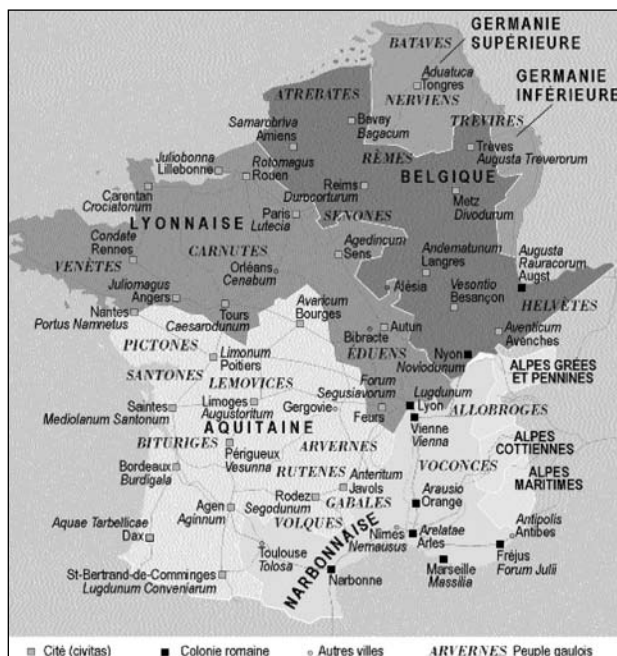 GERMANIE
SUPÉRIEURE
BATAVES
Aduatuca
Tongres
GERMANIE
INFÉRIEURE
ATREBATES
NERVIENS
Samarobriva
Amiens
Bavay
Bagacum
TRÉVIRES
Juliobonna
Lillebonne
Rotomagus
Rouen
RÈMES
Trèves
Augusta Treverorum
Carentan
Crociatonum
Reims
Durocorturum
BELGIQUE
Metz
Divodurum
LYONNAISE
Paris
Lutecia
SENONES
Condate
Rennes
CARNUTES
Agedincum
Sens
Andematunum
Langres
Augusta
Rauracorum
Augst
VENÈTES
Orléans
Cenabum
Juliomagus
Angers
Alésia
Vesontio
Besançon
HELVÈTES
Nantes
Portus Namnetus
Tours
Caesarodunum
Avaricum
Bourges
Bibracte
Autun
Aventicum
Avenches
PICTONES
Limonum
Poitiers
ÉDUENS
Nyon
Noviodunum
ALPES GRÉES
ET PENNINES
SANTONES
LEMOVICES
Forum
Segusiavorum
Feurs
Lugdunum
Lyon
Saintes
Mediolanum Santonum
Limoges
Augustoritum
Gergovie
Vienne
Vienna
ALLOBROGES
AQUITAINE
BITURIGES
Périgueux
Vesunna
ARVERNES
ALPES
COTTIENNES
Bordeaux
Burdigala
RUTENES
Anteritum
Javols
VOCONCES
ALPES
MARITIMES
Agen
Aginnum
Rodez
Segodunum
GABALES
Arausio
Orange
Aquae Tarbellicae
Dax
VOLQUES
Nimes
Nemausus
Arelatae
Arles
Antipolis
Antibes
Toulouse
Tolosa
NARBONNAISE
Fréjus
Forum Julii
St-Bertrand-de-Comminges
Lugdunum Conveniarum
Narbonne
Marseille
Massilia
Cité (civitas)
Colonie romaine
Autres villes
ARVERNES Peuple gaulois